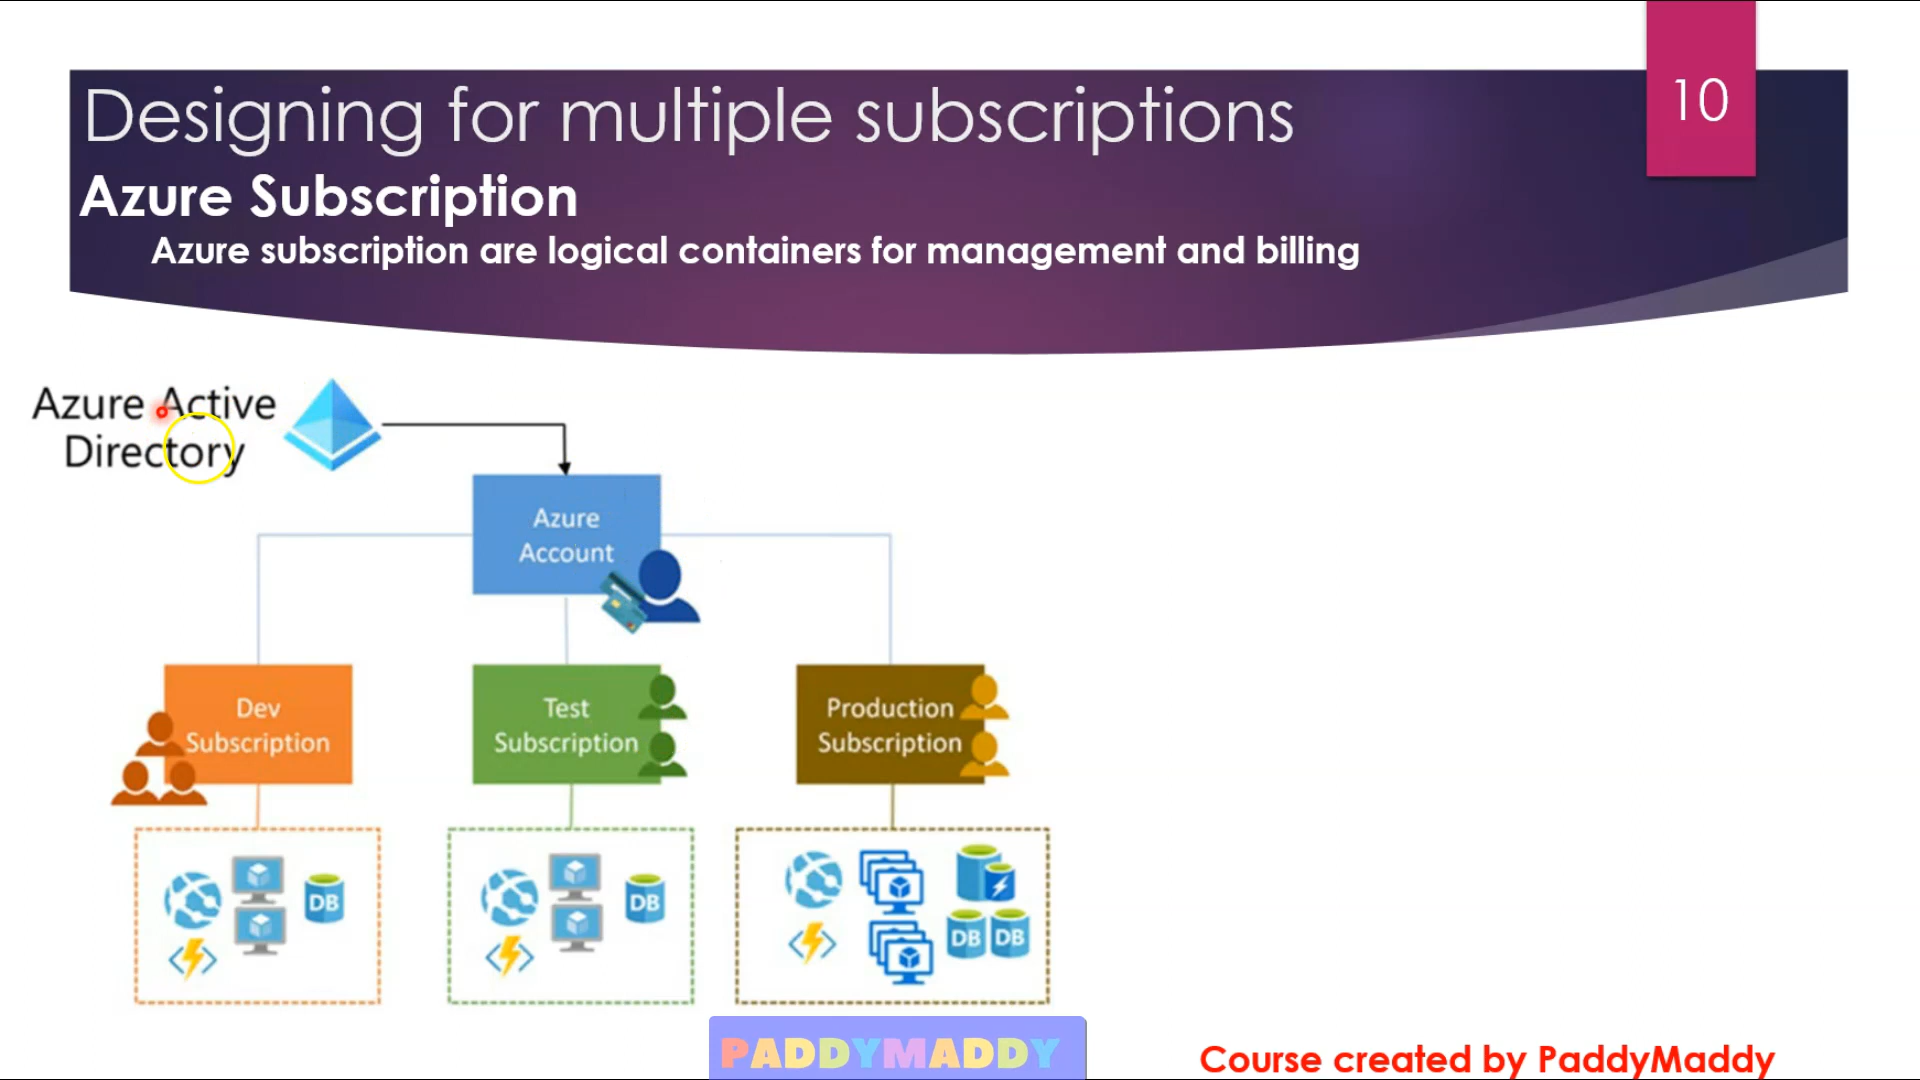 10
Designing for multiple subscriptions
Azure Subscription
Azure subscription are logical containers for management and billing
Azure Active
Directory
Azure
Account
Dev
Subscription
Test
Subscription
Production
Subscription
DB
DB
DB DB
PADDYMADDY
Course created by PaddyMaddy